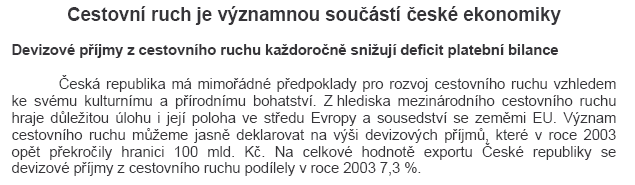 Cestovní ruch je významnou součástí české ekonomiky
Devizové příjmy z cestovního ruchu každoročně snižují deficit platební bilance
Česká republika má mimořádné předpoklady pro rozvoj cestovního ruchu vzhledem
ke svému kulturnímu a přírodnímu bohatství. Z hlediska mezinárodního cestovního ruchu
hraje důležitou úlohu i její poloha ve středu Evropy a sousedství se zeměmi EU. Význam
cestovního ruchu můžeme jasně deklarovat na výši devizových příjmů, které v roce 2003
opět překročily hranici 100 mld. Kč. Na celkové hodnotě exportu České republiky se
devizové příjmy z cestovního ruchu podílely v roce 2003 7,3 %.